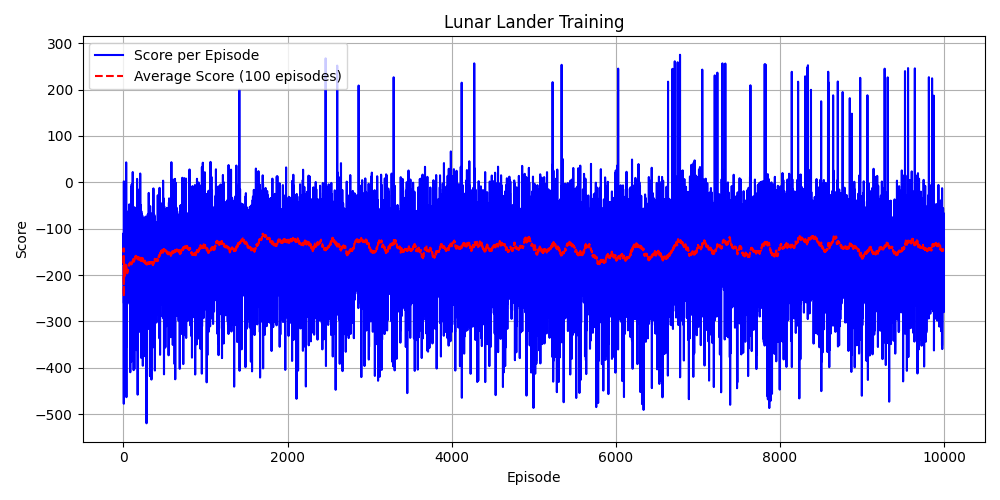 Lunar Lander Training
Score per Episode
Average Score (100 episodes)
300
200
100
0
−100
−200
−300
−400
−500
Score
0 2000 4000 6000 8000 10000
Episode